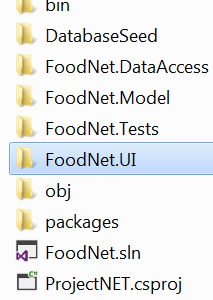 bin
DatabaseSeed
FoodNet.DataAccess
FoodNet.Model
FoodNet.Tests
FoodNet.UI
obj
packages
FoodNet.sln
ProjectNET.csproj